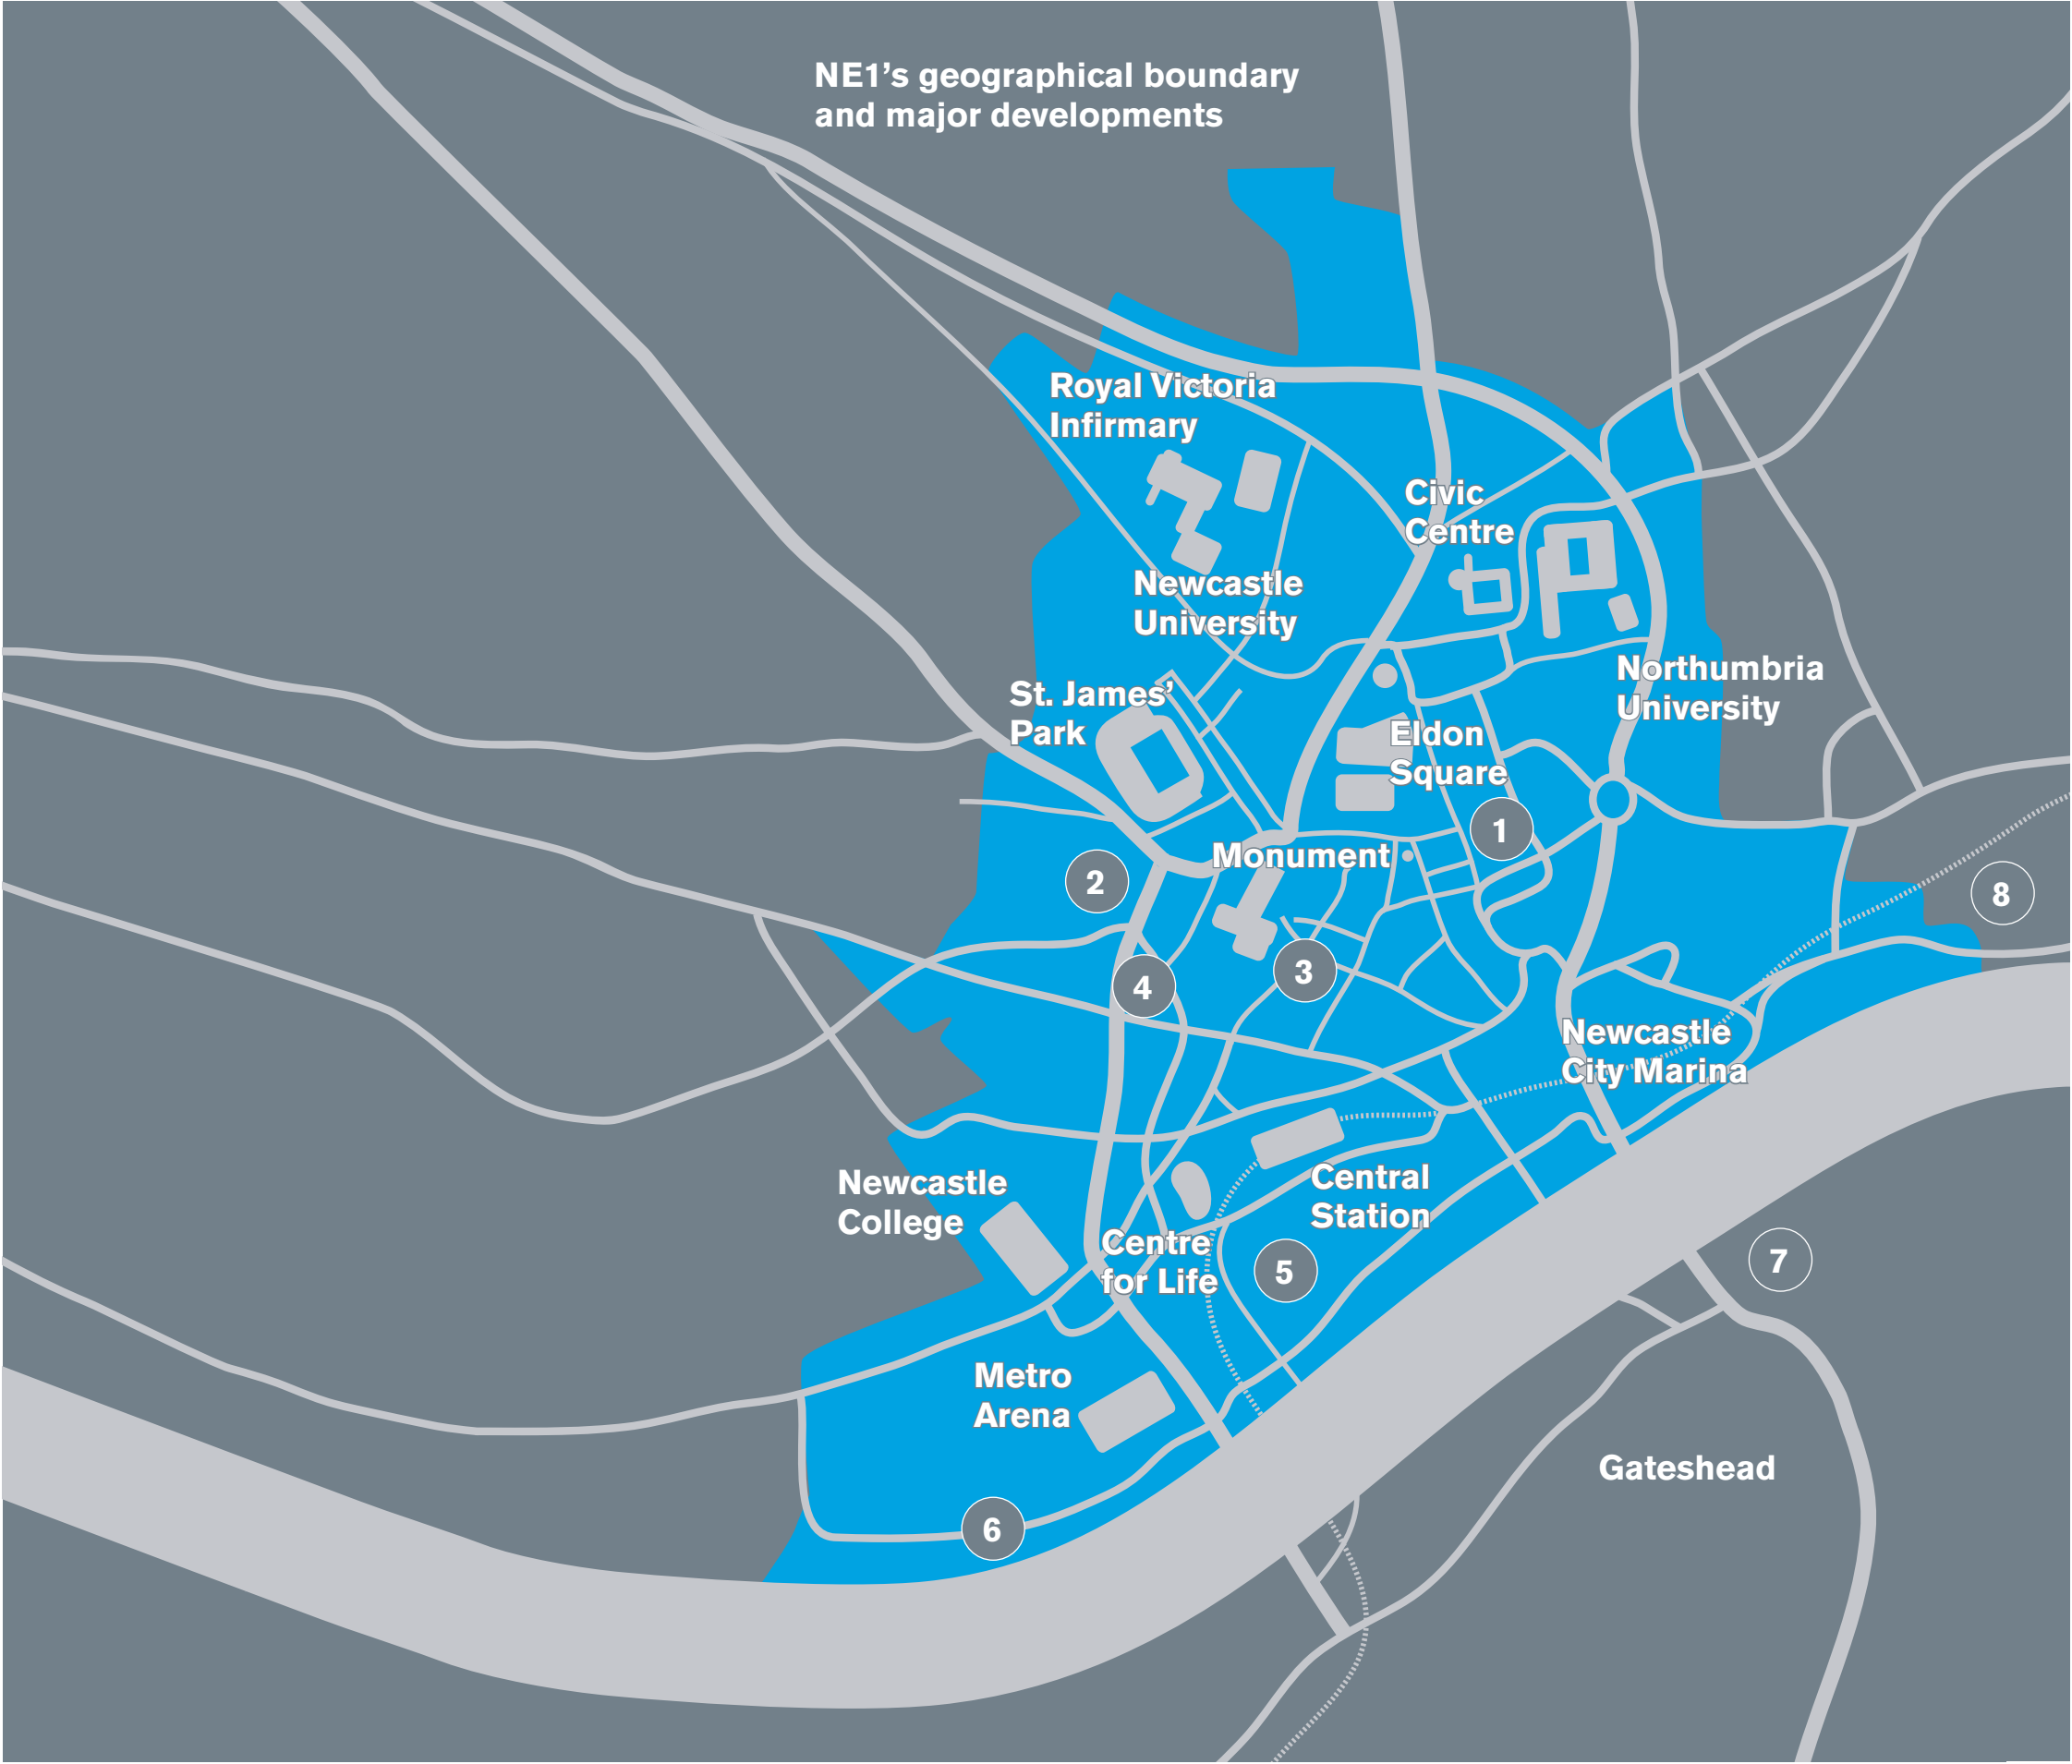 NE1’s geographical boundary
and major developments
Royal Victoria
Infirmary
Civic
Centre
Newcastle
University
Northumbria
University
St. James’
Park
Eldon
Square
1
Monument
2
8
3
4
Newcastle
City Marina
Newcastle
College
Central
Station
Centre
for Life
5
7
Metro
Arena
Gateshead
6